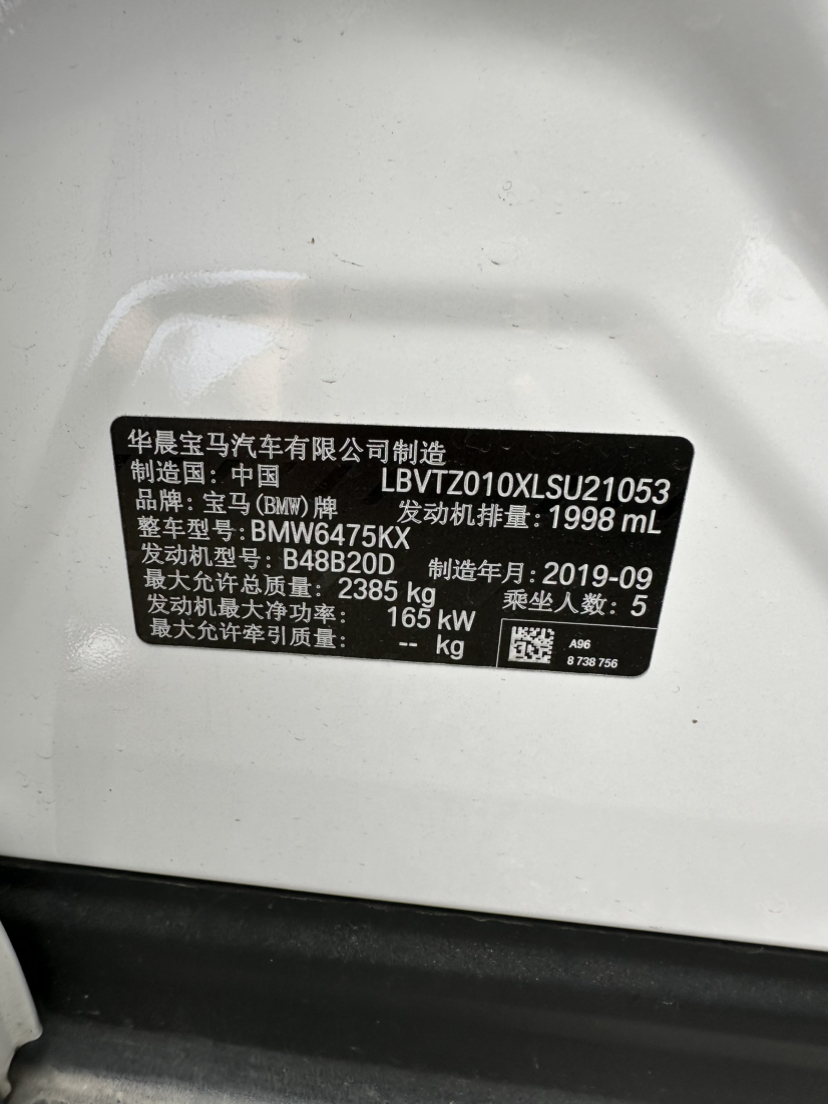 华晨宝马汽车有限公司制造
制造国: 中国 LBVTZ010XLSU21053
品牌: 宝马(BMW)牌 发动机排量: 1998 mL
整车型号: BMW6475KX
发动机型号: B48B20D 制造年月: 2019-09
最大允许总质量: 2385 kg 乘坐人数: 5
发动机最大净功率: 165 kW
最大允许牵引质量: -- kg
A96
8 738 756